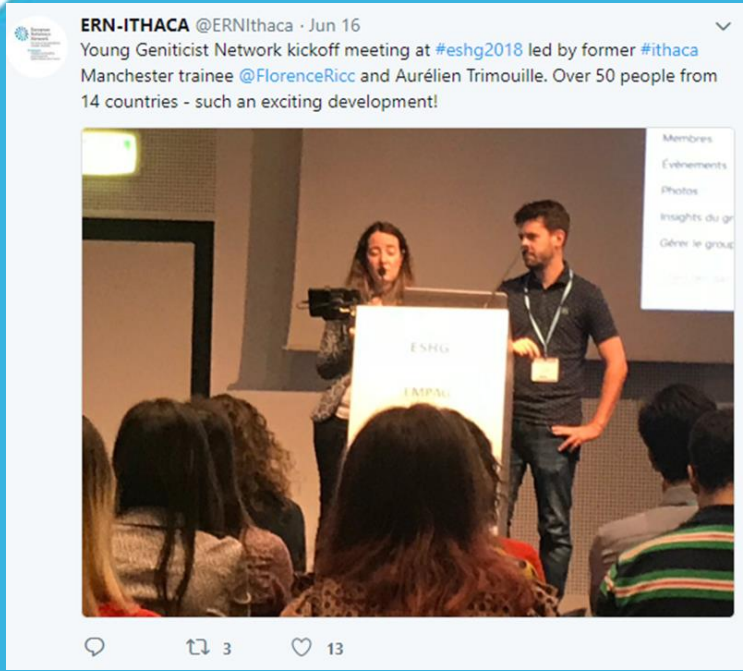 ERN-ITHACA @ERNIthaca · Jun 16
Young Geniticist Network kickoff meeting at #eshg2018 led by former #ithaca
Manchester trainee @FlorenceRicc and Aurélien Trimouille. Over 50 people from
14 countries - such an exciting development!
Membres
Événements
Photos
Insights du gr
Gérer le group
ESHG
EMPAG
3
13